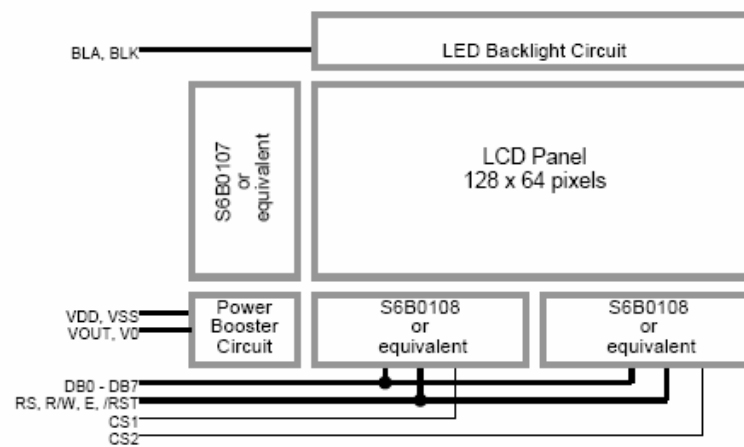 BLA, BLK
LED Backlight Circuit
S6B0107
or
equivalent
LCD Panel
128 x 64 pixels
VDD, VSS
VOUT, V0
Power
Booster
Circuit
S6B0108
or
equivalent
S6B0108
or
equivalent
DB0 - DB7
RS, R/W, E, /RST
CS1
CS2